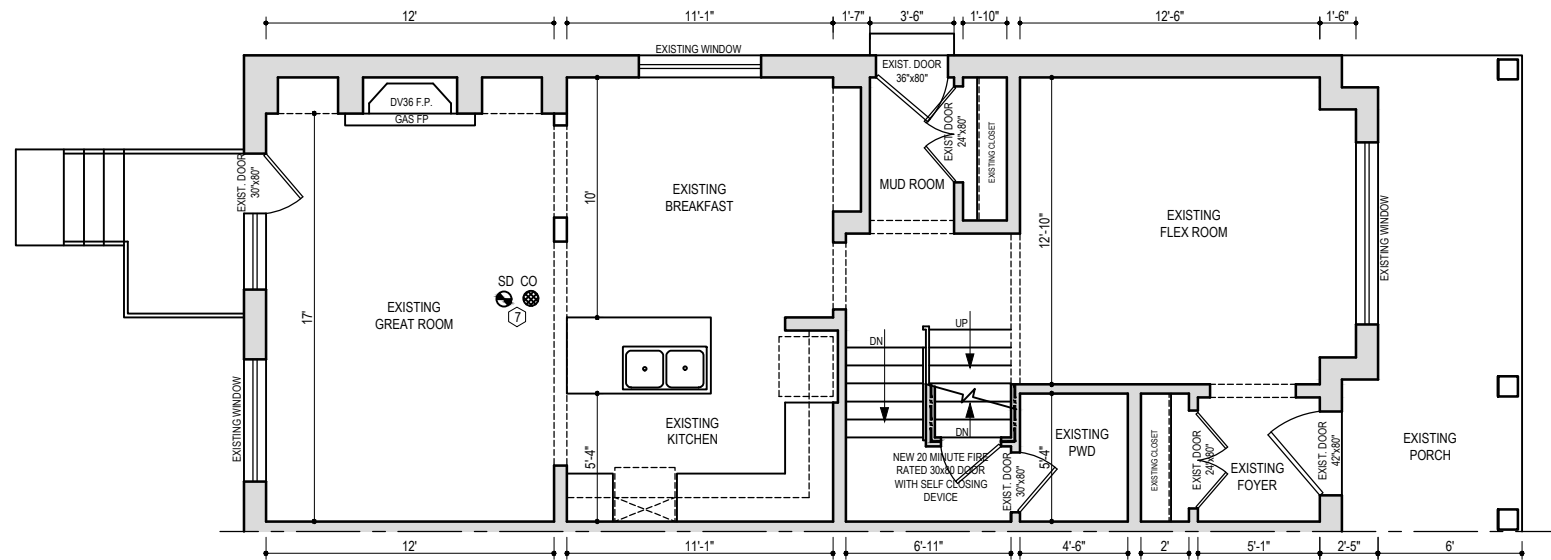 12'
11'-1"
1'-7"
3'-6"
1'-10"
12'-6"
1'-6"
EXISTING WINDOW
EXIST. DOOR
36"x80"
DV36 F.P.
GAS FP
EXIST. DOOR
30"x80"
EXIST. DOOR
24"x80"
EXISTING CLOSET
MUD ROOM
EXISTING
BREAKFAST
10'
EXISTING
FLEX ROOM
12'-10"
EXISTING WINDOW
SD CO
7
EXISTING
GREAT ROOM
17'
UP
DN
DN
EXISTING WINDOW
EXISTING
KITCHEN
5'-4"
NEW 20 MINUTE FIRE
RATED 30x80 DOOR
WITH SELF CLOSING
DEVICE
EXIST. DOOR
30"x80"
EXISTING
PWD
5'-4"
EXISTING CLOSET
EXIST. DOOR
24"x80"
EXISTING
FOYER
EXIST. DOOR
42"x80"
EXISTING
PORCH
12'
11'-1"
6'-11"
4'-6"
2'
5'-1"
2'-5"
6'